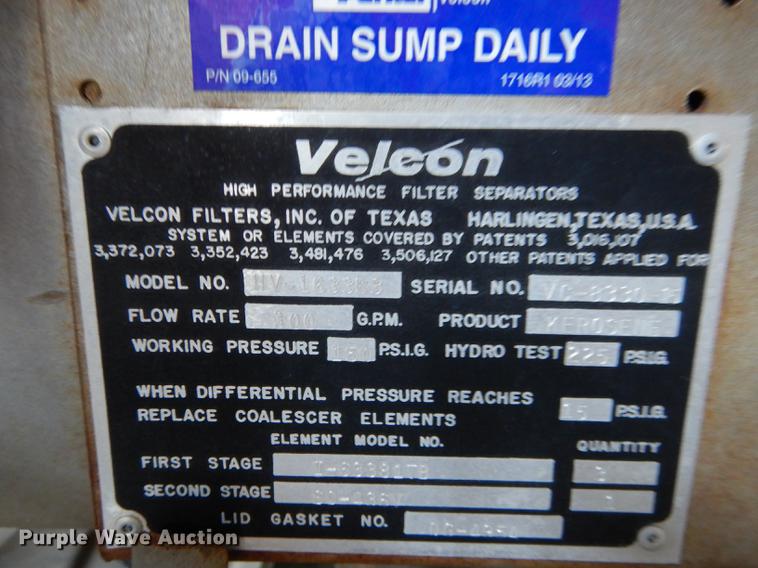 DRAIN SUMP DAILY
P/N 09-655 1716R1 03/13
Velcon
HIGH PERFORMANCE FILTER SEPARATORS
VELCON FILTERS, INC. OF TEXAS HARLINGEN, TEXAS, U.S.A.
SYSTEM OR ELEMENTS COVERED BY PATENTS 3,016,107
3,372,073 3,352,423 3,481,476 3,506,127 OTHER PATENTS APPLIED FOR
MODEL NO. SERIAL NO.
FLOW RATE 300 G.P.M. PRODUCT KEROSENE
WORKING PRESSURE 150 P.S.I.G. HYDRO TEST 225 P.S.I.G.
WHEN DIFFERENTIAL PRESSURE REACHES 15 P.S.I.G.
REPLACE COALESCER ELEMENTS
ELEMENT MODEL NO. QUANTITY
FIRST STAGE 3
SECOND STAGE 1
LID GASKET NO.
Purple Wave Auction